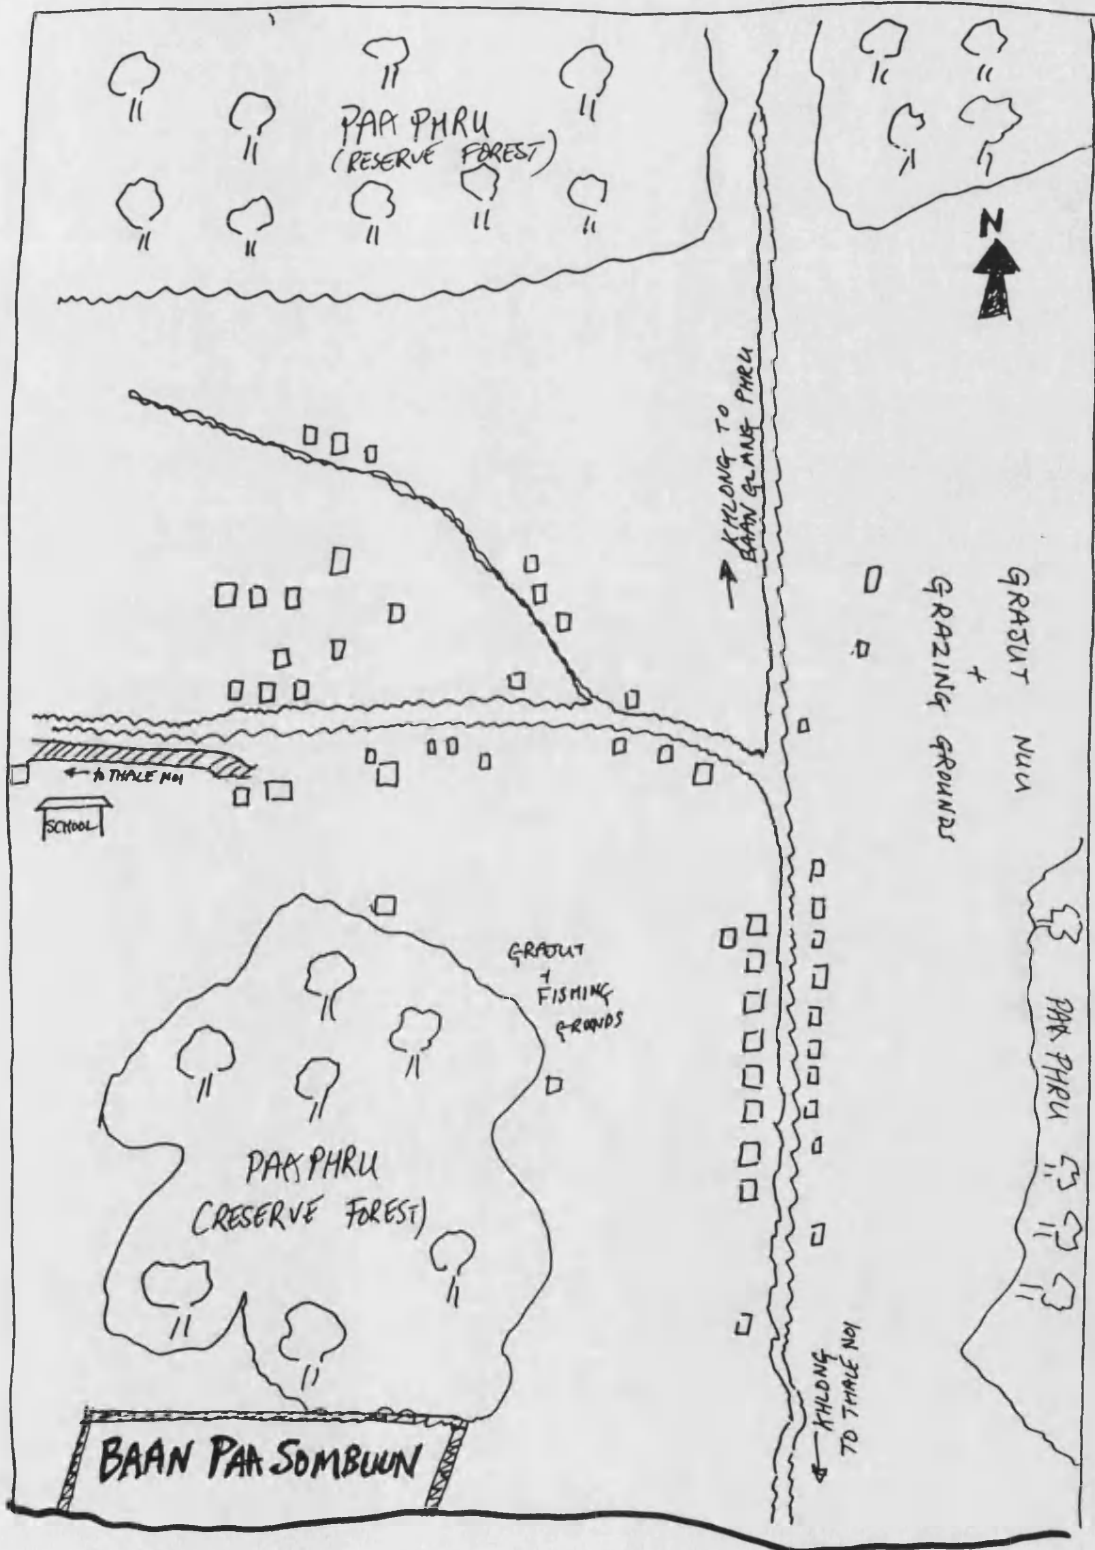 PAA PHRU
(RESERVE FOREST)
N
KHLONG TO
BAAN GLANG PHRU
GRAJUT NUU
+
GRAZING GROUNDS
to THALE NOI
SCHOOL
GRAJUT
+
FISHING
GROUNDS
PAA PHRU
PAA PHRU
(RESERVE FOREST)
KHLONG
TO THALE NOI
BAAN PAA SOMBUUN